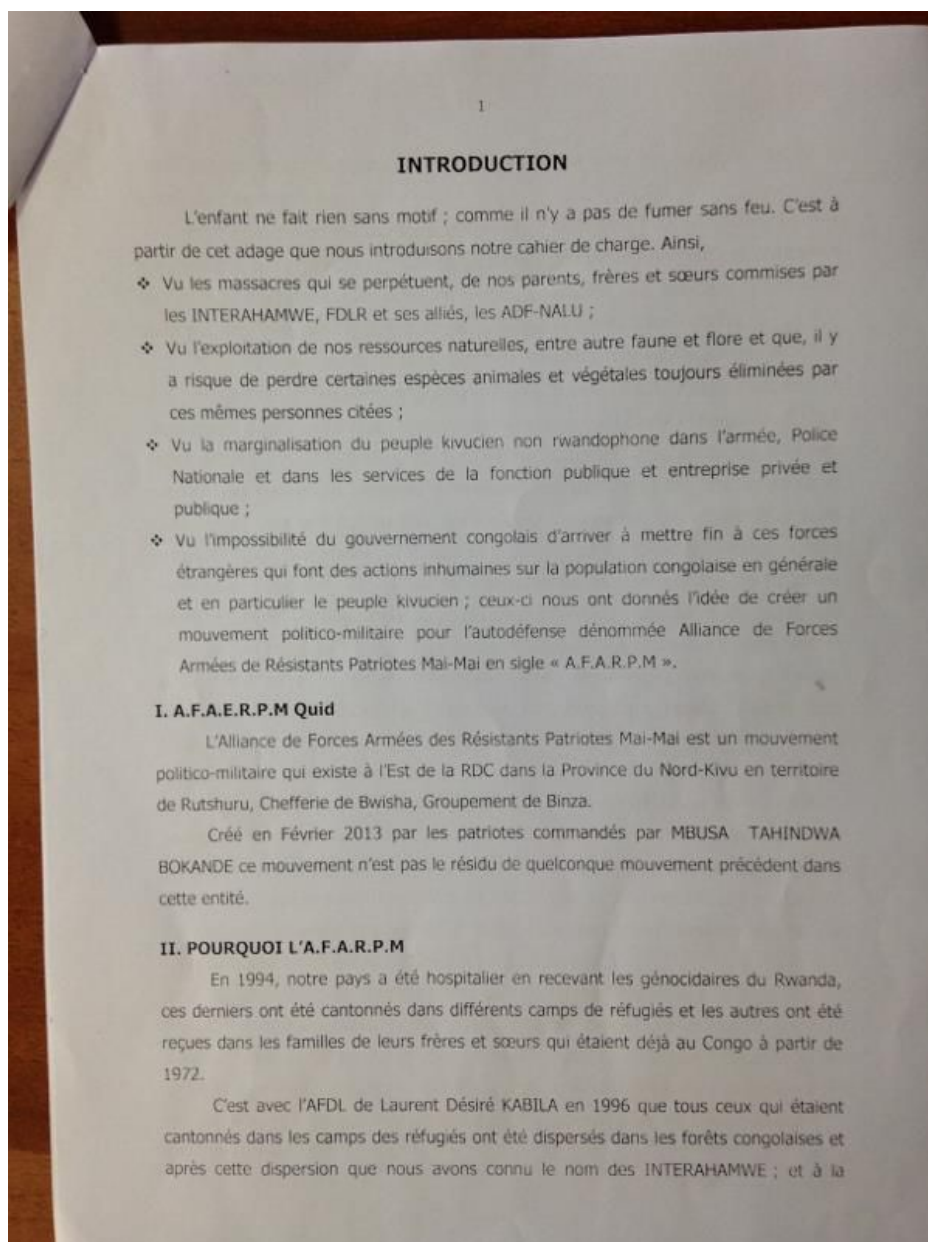 1
INTRODUCTION
L'enfant ne fait rien sans motif ; comme il n'y a pas de fumer sans feu. C'est à
partir de cet adage que nous introduisons notre cahier de charge. Ainsi,
❖ Vu les massacres qui se perpétuent, de nos parents, frères et sœurs commises par
les INTERAHAMWE, FDLR et ses alliés, les ADF-NALU ;
❖ Vu l'exploitation de nos ressources naturelles, entre autre faune et flore et que, il y
a risque de perdre certaines espèces animales et végétales toujours éliminées par
ces mêmes personnes citées ;
❖ Vu la marginalisation du peuple kivucien non rwandophone dans l'armée, Police
Nationale et dans les services de la fonction publique et entreprise privée et
publique ;
❖ Vu l'impossibilité du gouvernement congolais d'arriver à mettre fin à ces forces
étrangères qui font des actions inhumaines sur la population congolaise en générale
et en particulier le peuple kivucien ; ceux-ci nous ont donnés l'idée de créer un
mouvement politico-militaire pour l'autodéfense dénommée Alliance de Forces
Armées de Résistants Patriotes Mai-Mai en sigle « A.F.A.R.P.M ».
I. A.F.A.E.R.P.M Quid
L'Alliance de Forces Armées des Résistants Patriotes Mai-Mai est un mouvement
politico-militaire qui existe à l'Est de la RDC dans la Province du Nord-Kivu en territoire
de Rutshuru, Chefferie de Bwisha, Groupement de Binza.
Créé en Février 2013 par les patriotes commandés par MBUSA TAHINDWA
BOKANDE ce mouvement n'est pas le résidu de quelconque mouvement précédent dans
cette entité.
II. POURQUOI L'A.F.A.R.P.M
En 1994, notre pays a été hospitalier en recevant les génocidaires du Rwanda,
ces derniers ont été cantonnés dans différents camps de réfugiés et les autres ont été
reçues dans les familles de leurs frères et sœurs qui étaient déjà au Congo à partir de
1972.
C'est avec l'AFDL de Laurent Désiré KABILA en 1996 que tous ceux qui étaient
cantonnés dans les camps des réfugiés ont été dispersés dans les forêts congolaises et
après cette dispersion que nous avons connu le nom des INTERAHAMWE ; et à la